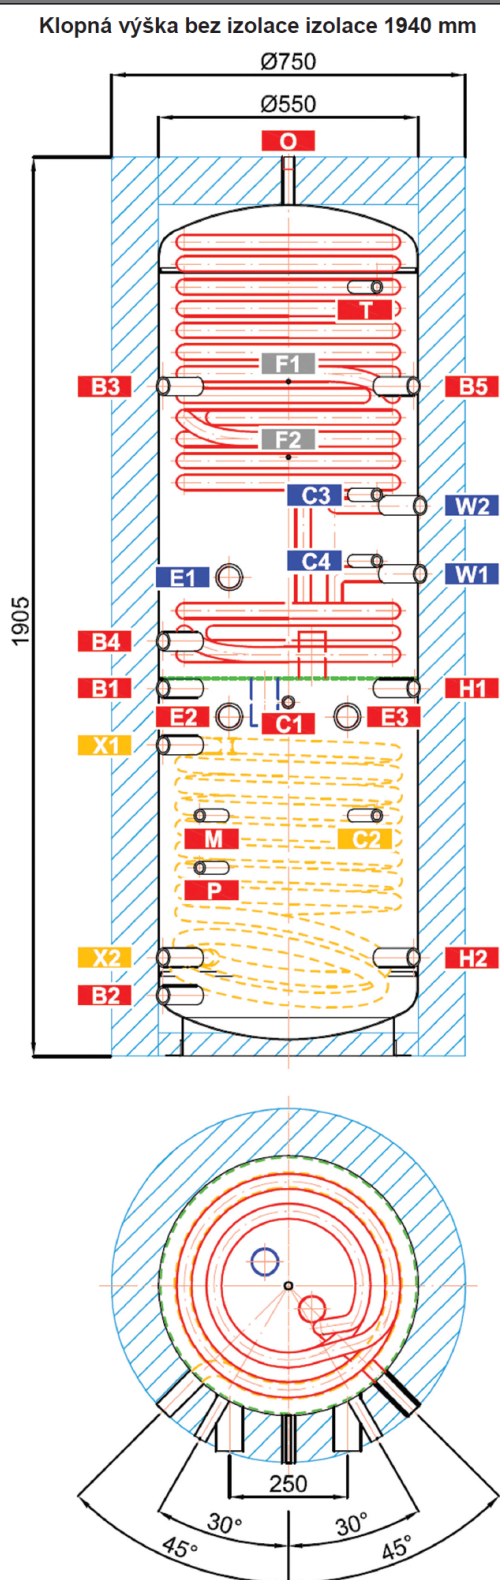 Klopná výška bez izolace izolace 1940 mm
Ø750
Ø550
O
T
F1
B3
B5
F2
C3
W2
C4
E1
W1
1905
B4
B1
H1
E2
C1
E3
X1
M
C2
P
X2
H2
B2
250
30°
30°
45°
45°